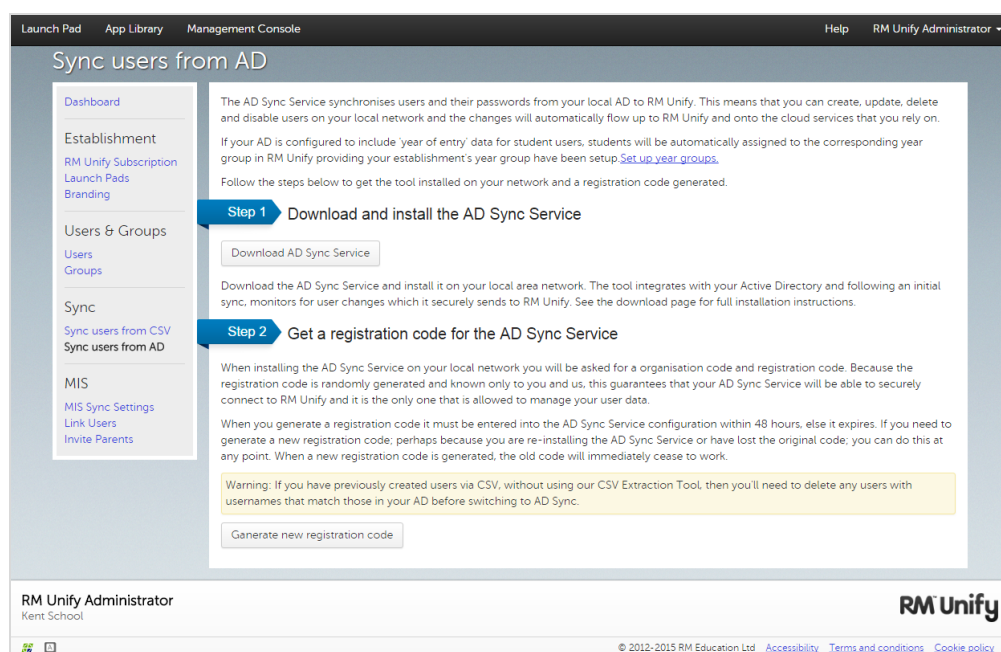 Launch Pad App Library Management Console Help RM Unify Administrator
Sync users from AD
Dashboard
Establishment
RM Unify Subscription
Launch Pads
Branding
Users & Groups
Users
Groups
Sync
Sync users from CSV
Sync users from AD
MIS
MIS Sync Settings
Link Users
Invite Parents
The AD Sync Service synchronises users and their passwords from your local AD to RM Unify. This means that you can create, update, delete
and disable users on your local network and the changes will automatically flow up to RM Unify and onto the cloud services that you rely on.
If your AD is configured to include 'year of entry' data for student users, students will be automatically assigned to the corresponding year
group in RM Unify providing your establishment's year group have been setup.Set up year groups.
Follow the steps below to get the tool installed on your network and a registration code generated.
Step 1 Download and install the AD Sync Service
Download AD Sync Service
Download the AD Sync Service and install it on your local area network. The tool integrates with your Active Directory and following an initial
sync, monitors for user changes which it securely sends to RM Unify. See the download page for full installation instructions.
Step 2 Get a registration code for the AD Sync Service
When installing the AD Sync Service on your local network you will be asked for a organisation code and registration code. Because the
registration code is randomly generated and known only to you and us, this guarantees that your AD Sync Service will be able to securely
connect to RM Unify and it is the only one that is allowed to manage your user data.
When you generate a registration code it must be entered into the AD Sync Service configuration within 48 hours, else it expires. If you need to
generate a new registration code; perhaps because you are re-installing the AD Sync Service or have lost the original code; you can do this at
any point. When a new registration code is generated, the old code will immediately cease to work.
Warning: If you have previously created users via CSV, without using our CSV Extraction Tool, then you'll need to delete any users with
usernames that match those in your AD before switching to AD Sync.
Ganerate new registration code
RM Unify Administrator
Kent School
RM Unify
A
© 2012-2015 RM Education Ltd Accessibility Terms and conditions Cookie policy